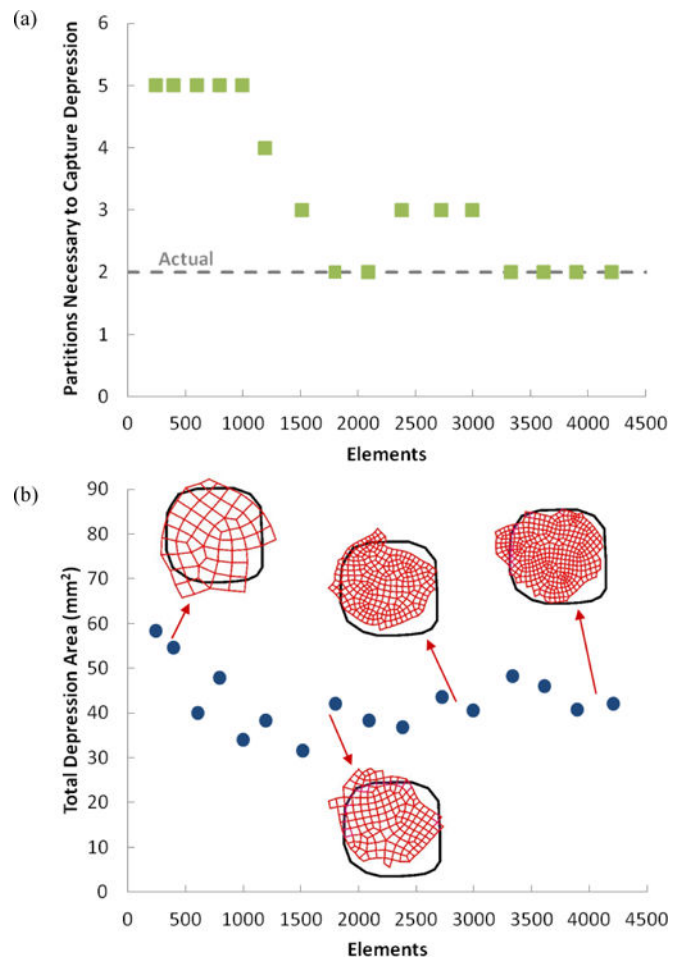 (a)
Partitions Necessary to Capture Depression
6
5
4
3
2
1
0
Actual
0 500 1000 1500 2000 2500 3000 3500 4000 4500
Elements
(b)
Total Depression Area (mm²)
90
80
70
60
50
40
30
20
10
0
0 500 1000 1500 2000 2500 3000 3500 4000 4500
Elements